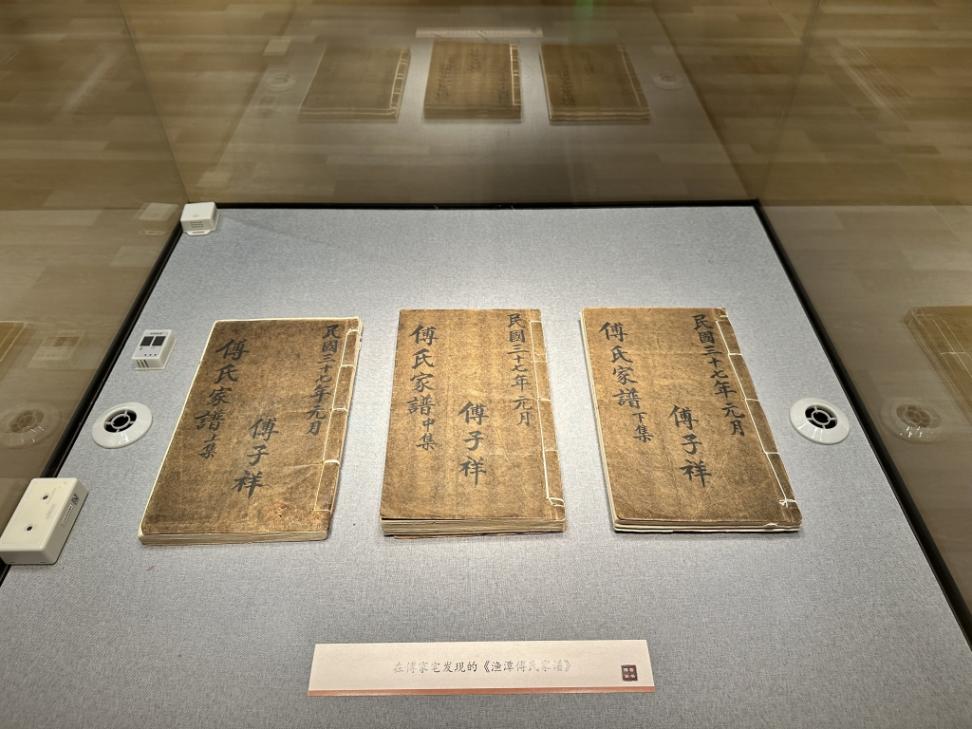 民國三十七年元月
傅子祥
傅氏家譜上集
民國三十七年元月
傅子祥
傅氏家譜中集
民國三十七年元月
傅子祥
傅氏家譜下集
在傅家宅发现的《渔潭傅氏家谱》